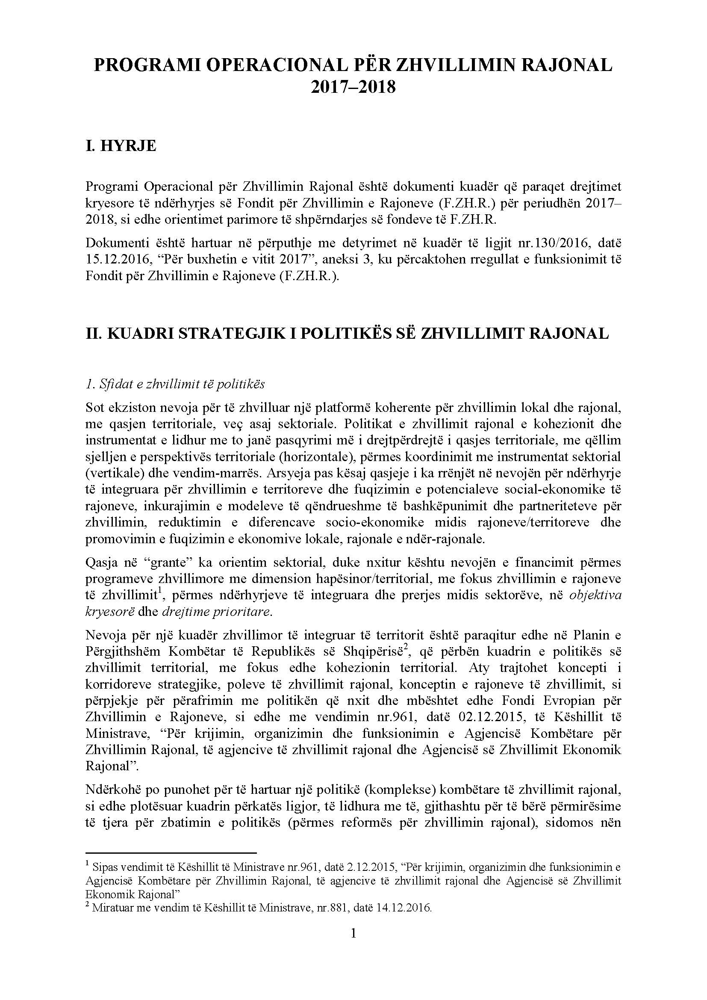 PROGRAMI OPERACIONAL PËR ZHVILLIMIN RAJONAL
2017–2018
I. HYRJE
Programi Operacional për Zhvillimin Rajonal është dokumenti kuadër që paraqet drejtimet
kryesore të ndërhyrjes së Fondit për Zhvillimin e Rajoneve (F.ZH.R.) për periudhën 2017–
2018, si edhe orientimet parimore të shpërndarjes së fondeve të F.ZH.R.
Dokumenti është hartuar në përputhje me detyrimet në kuadër të ligjit nr.130/2016, datë
15.12.2016, “Për buxhetin e vitit 2017”, aneksi 3, ku përcaktohen rregullat e funksionimit të
Fondit për Zhvillimin e Rajoneve (F.ZH.R.).
II. KUADRI STRATEGJIK I POLITIKËS SË ZHVILLIMIT RAJONAL
1. Sfidat e zhvillimit të politikës
Sot ekziston nevoja për të zhvilluar një platformë koherente për zhvillimin lokal dhe rajonal,
me qasjen territoriale, veç asaj sektoriale. Politikat e zhvillimit rajonal e kohezionit dhe
instrumentat e lidhur me to janë pasqyrimi më i drejtpërdrejtë i qasjes territoriale, me qëllim
sjelljen e perspektivës territoriale (horizontale), përmes koordinimit me instrumentat sektorial
(vertikale) dhe vendim-marrës. Arsyeja pas kësaj qasjeje i ka rrënjët në nevojën për ndërhyrje
të integruara për zhvillimin e territoreve dhe fuqizimin e potencialeve social-ekonomike të
rajoneve, inkurajimin e modeleve të qëndrueshme të bashkëpunimit dhe partneriteteve për
zhvillimin, reduktimin e diferencave socio-ekonomike midis rajoneve/territoreve dhe
promovimin e fuqizimin e ekonomive lokale, rajonale e ndër-rajonale.
Qasja në “grante” ka orientim sektorial, duke nxitur kështu nevojën e financimit përmes
programeve zhvillimore me dimension hapësinor/territorial, me fokus zhvillimin e rajoneve
të zhvillimit1, përmes ndërhyrjeve të integruara dhe prerjes midis sektorëve, në objektiva
kryesorë dhe drejtime prioritare.
Nevoja për një kuadër zhvillimor të integruar të territorit është paraqitur edhe në Planin e
Përgjithshëm Kombëtar të Republikës së Shqipërisë2, që përbën kuadrin e politikës së
zhvillimit territorial, me fokus edhe kohezionin territorial. Aty trajtohet koncepti i
korridoreve strategjike, poleve të zhvillimit rajonal, konceptin e rajoneve të zhvillimit, si
përpjekje për përafrimin me politikën që nxit dhe mbështet edhe Fondi Evropian për
Zhvillimin e Rajoneve, si edhe me vendimin nr.961, datë 02.12.2015, të Këshillit të
Ministrave, “Për krijimin, organizimin dhe funksionimin e Agjencisë Kombëtare për
Zhvillimin Rajonal, të agjencive të zhvillimit rajonal dhe Agjencisë së Zhvillimit Ekonomik
Rajonal”.
Ndërkohë po punohet për të hartuar një politikë (komplekse) kombëtare të zhvillimit rajonal,
si edhe plotësuar kuadrin përkatës ligjor, të lidhura me të, gjithashtu për të bërë përmirësime
të tjera për zbatimin e politikës (përmes reformës për zhvillimin rajonal), sidomos nën
1 Sipas vendimit të Këshillit të Ministrave nr.961, datë 2.12.2015, “Për krijimin, organizimin dhe funksionimin e
Agjencisë Kombëtare për Zhvillimin Rajonal, të agjencive të zhvillimit rajonal dhe Agjencisë së Zhvillimit
Ekonomik Rajonal”
2 Miratuar me vendim të Këshillit të Ministrave, nr.881, datë 14.12.2016.
1